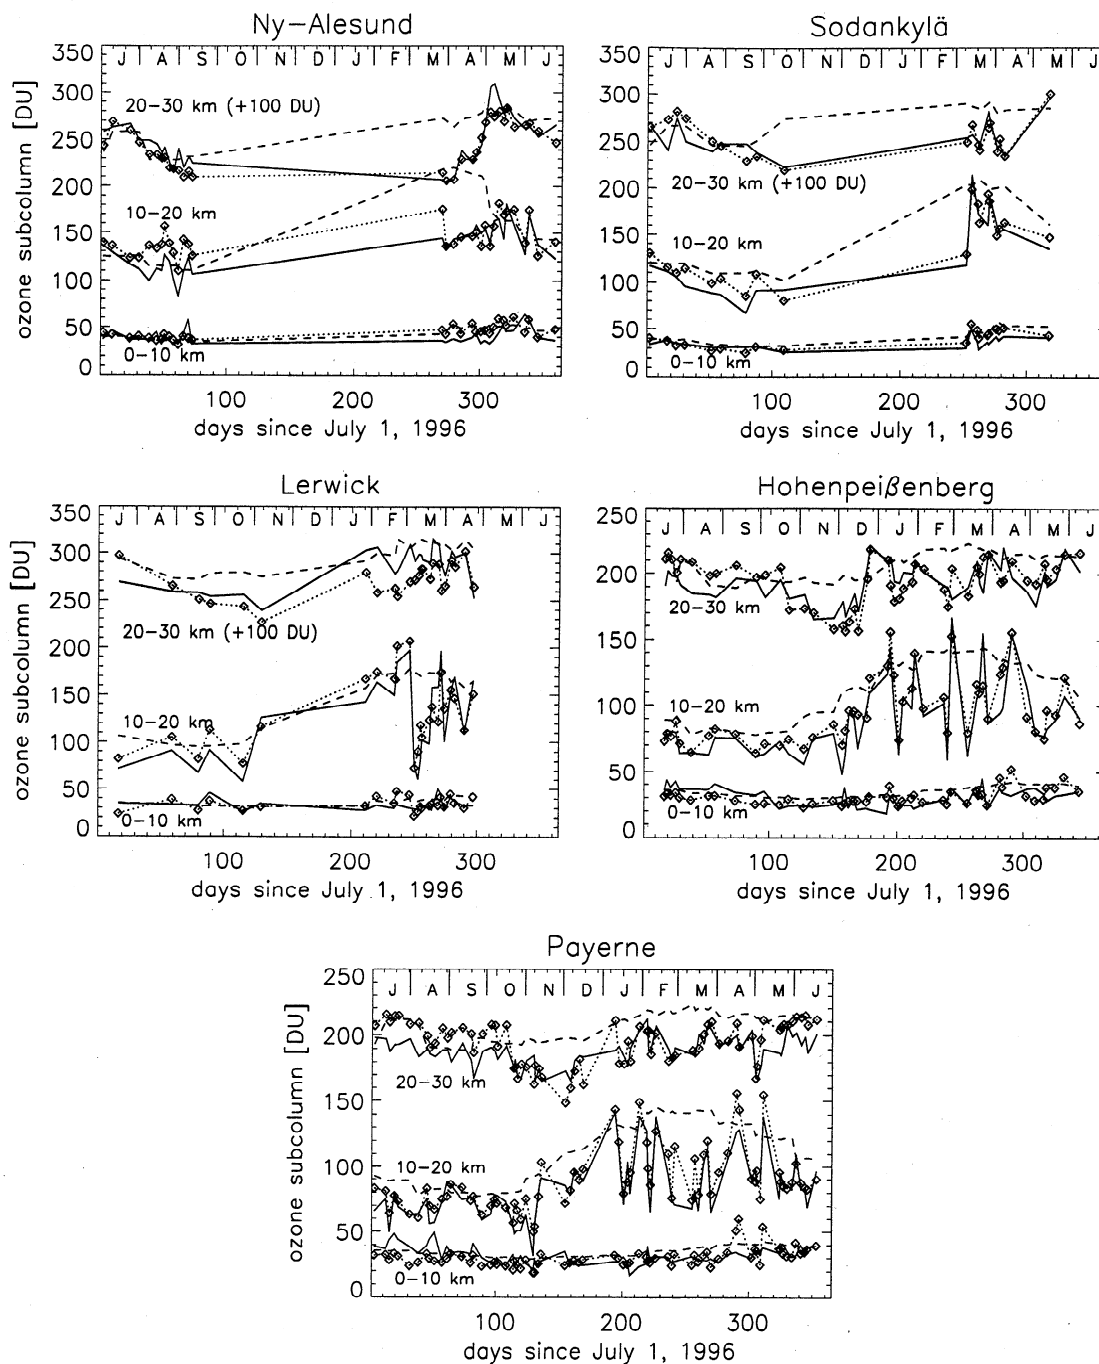 Ny-Alesund
350
300
250
200
150
100
50
0
ozone subcolumn [DU]
J A S O N D J F M A M J
20-30 km (+100 DU)
10-20 km
0-10 km
100 200 300
days since July 1, 1996
Sodankylä
350
300
250
200
150
100
50
0
J A S O N D J F M A M J
20-30 km (+100 DU)
10-20 km
0-10 km
100 200 300
days since July 1, 1996
Lerwick
350
300
250
200
150
100
50
0
ozone subcolumn [DU]
J A S O N D J F M A M J
20-30 km (+100 DU)
10-20 km
0-10 km
100 200 300
days since July 1, 1996
Hohenpeißenberg
250
200
150
100
50
0
J A S O N D J F M A M J
20-30 km
10-20 km
0-10 km
100 200 300
days since July 1, 1996
Payerne
250
200
150
100
50
0
ozone subcolumn [DU]
J A S O N D J F M A M J
20-30 km
10-20 km
0-10 km
100 200 300
days since July 1, 1996